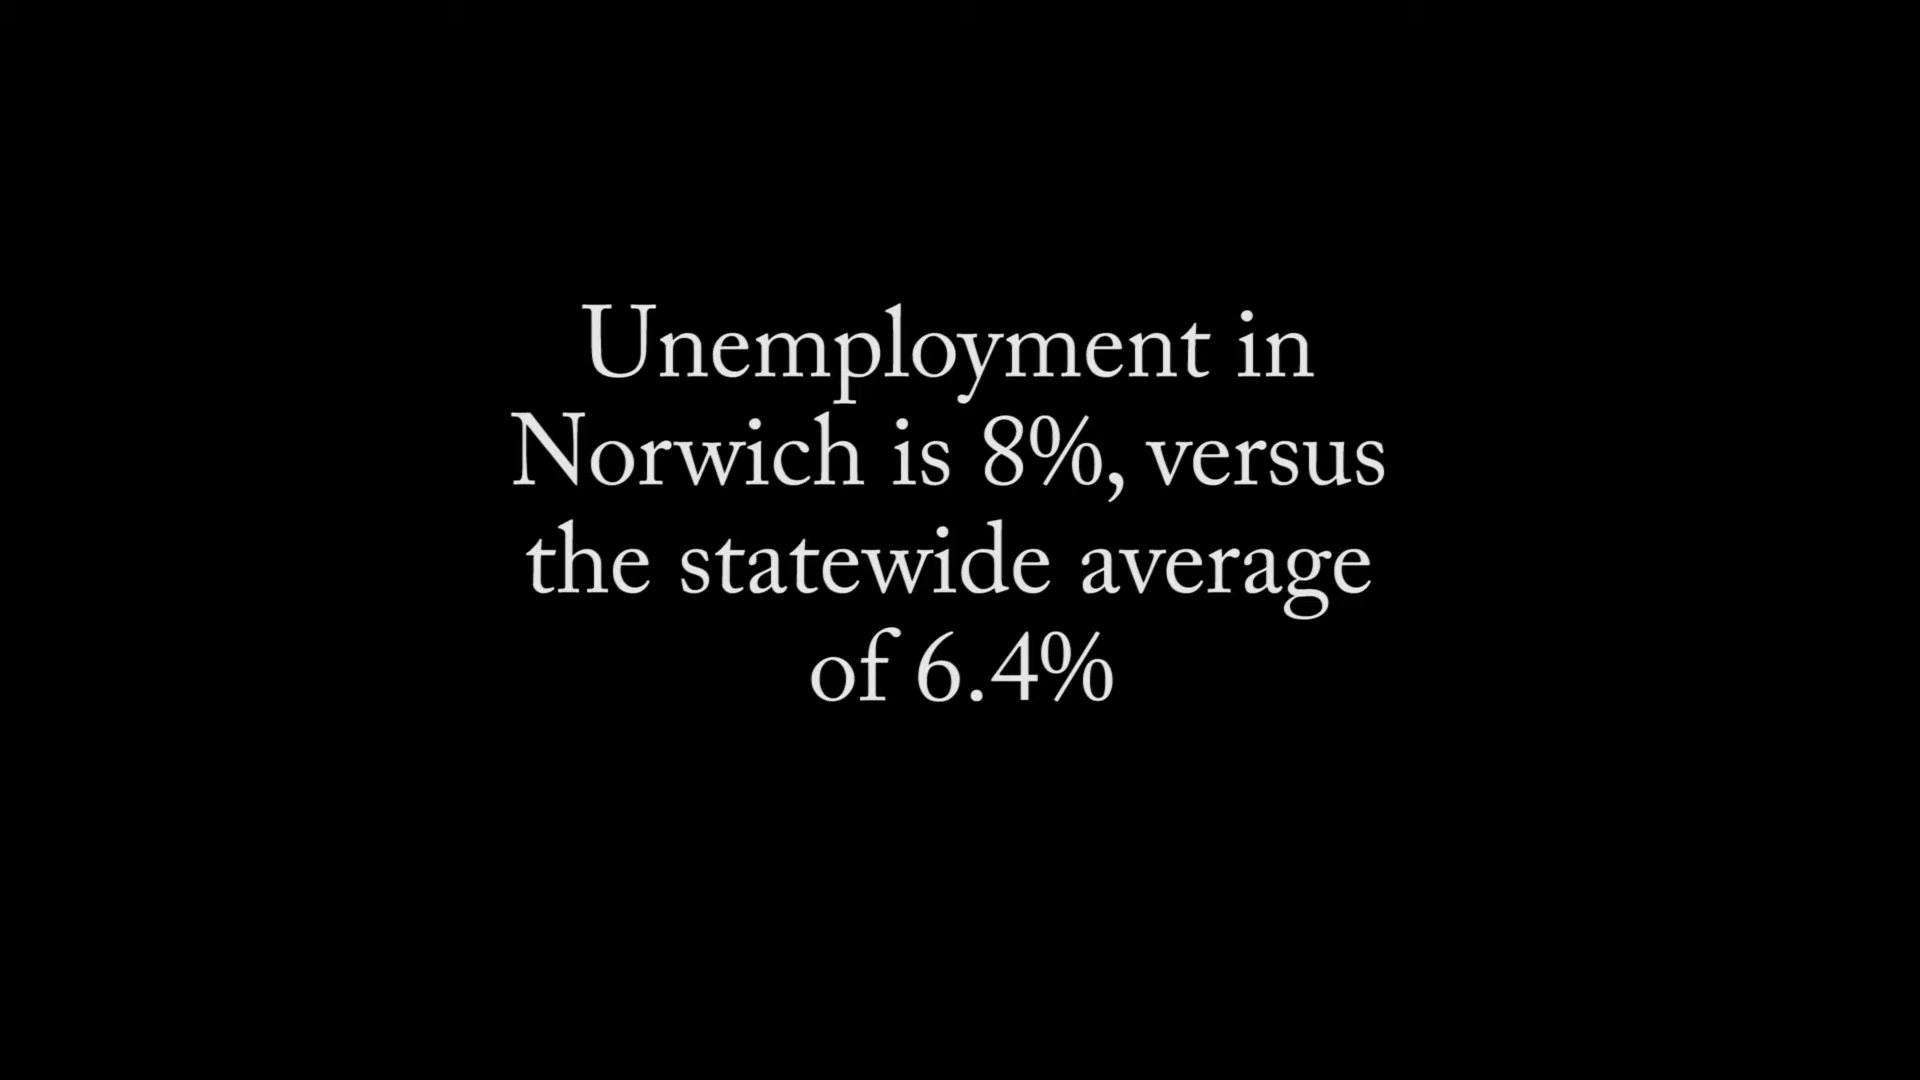 Unemployment in
Norwich is 8%, versus
the statewide average
of 6.4%